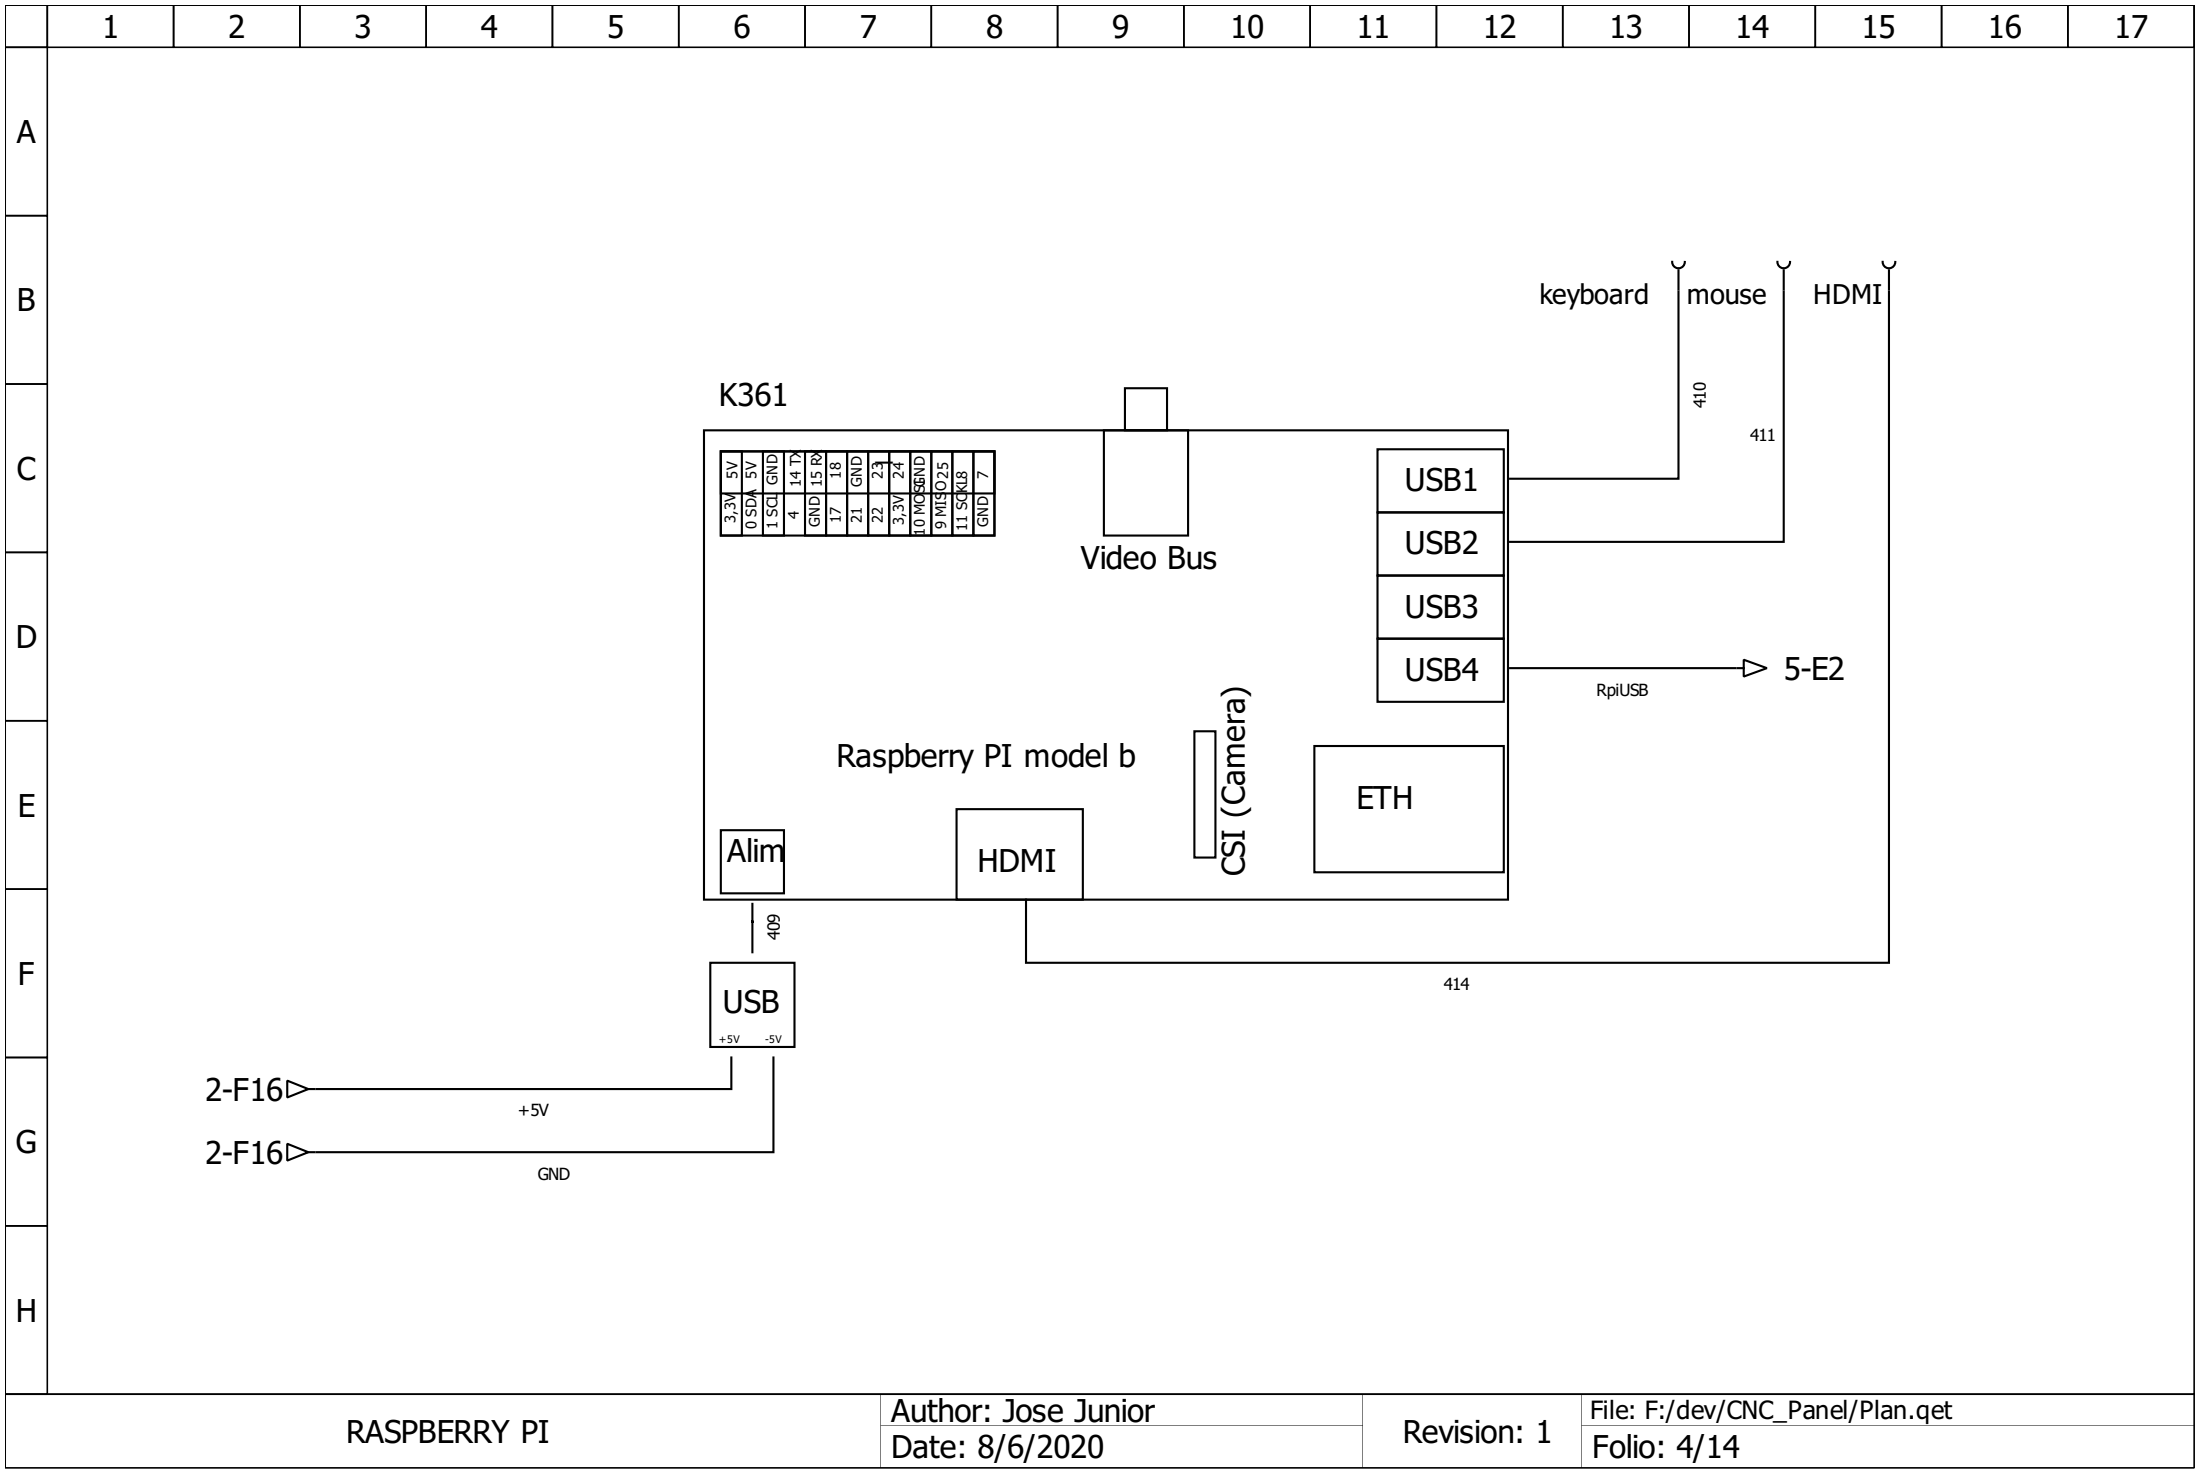 1 2 3 4 5 6 7 8 9 10 11 12 13 14 15 16 17
A
B
keyboard mouse HDMI
K361
410
411
C
5V 5V GND 14 TX 15 RX 18 GND 23 24 GND 25 8 7
3,3V 0 SDA 1 SCL 4 GND 17 21 22 3,3V 10 MOSI 9 MISO 11 SCKL GND
USB1
USB2
Video Bus
USB3
D
USB4
5-E2
RpiUSB
Raspberry PI model b
CSI (Camera)
ETH
E
Alim
HDMI
409
F
414
USB
+5V -5V
2-F16
+5V
G
2-F16
GND
H
RASPBERRY PI
Author: Jose Junior
Date: 8/6/2020
Revision: 1
File: F:/dev/CNC_Panel/Plan.qet
Folio: 4/14